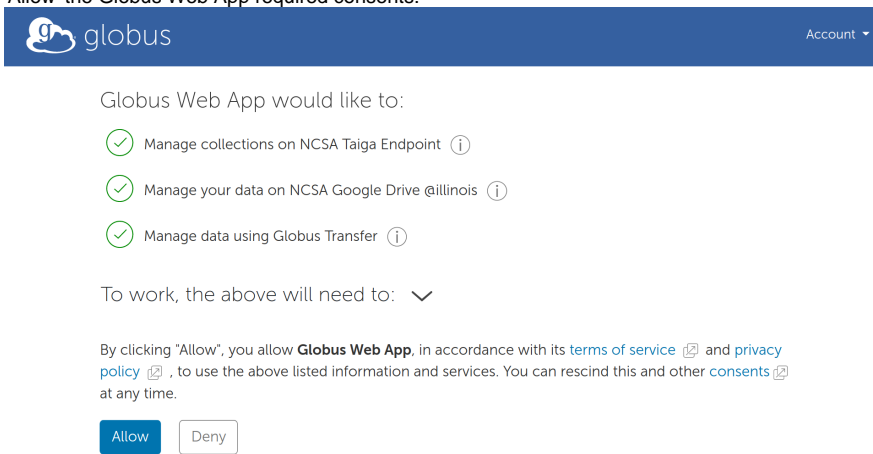 'Allow' the Globus Web App required consents.
g globus
Account
Globus Web App would like to:
Manage collections on NCSA Taiga Endpoint i
Manage your data on NCSA Google Drive @illinois i
Manage data using Globus Transfer i
To work, the above will need to:
By clicking "Allow", you allow Globus Web App, in accordance with its terms of service and privacy
policy , to use the above listed information and services. You can rescind this and other consents
at any time.
Allow Deny